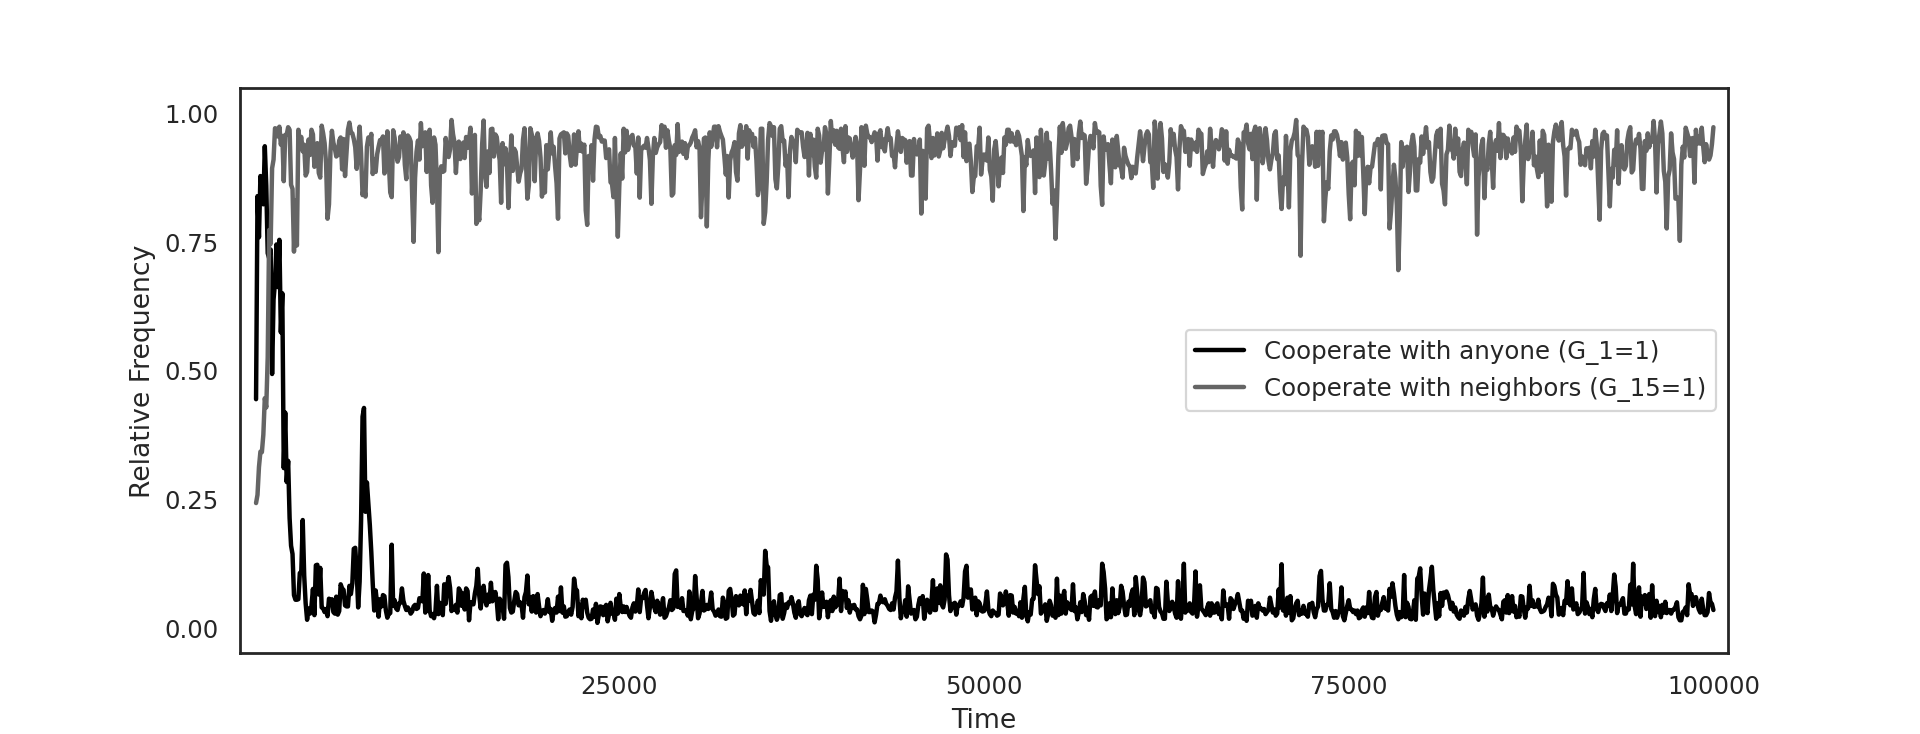 1.00
0.75
0.50
0.25
0.00
Relative Frequency
Cooperate with anyone (G_1=1)
Cooperate with neighbors (G_15=1)
25000 50000 75000 100000
Time